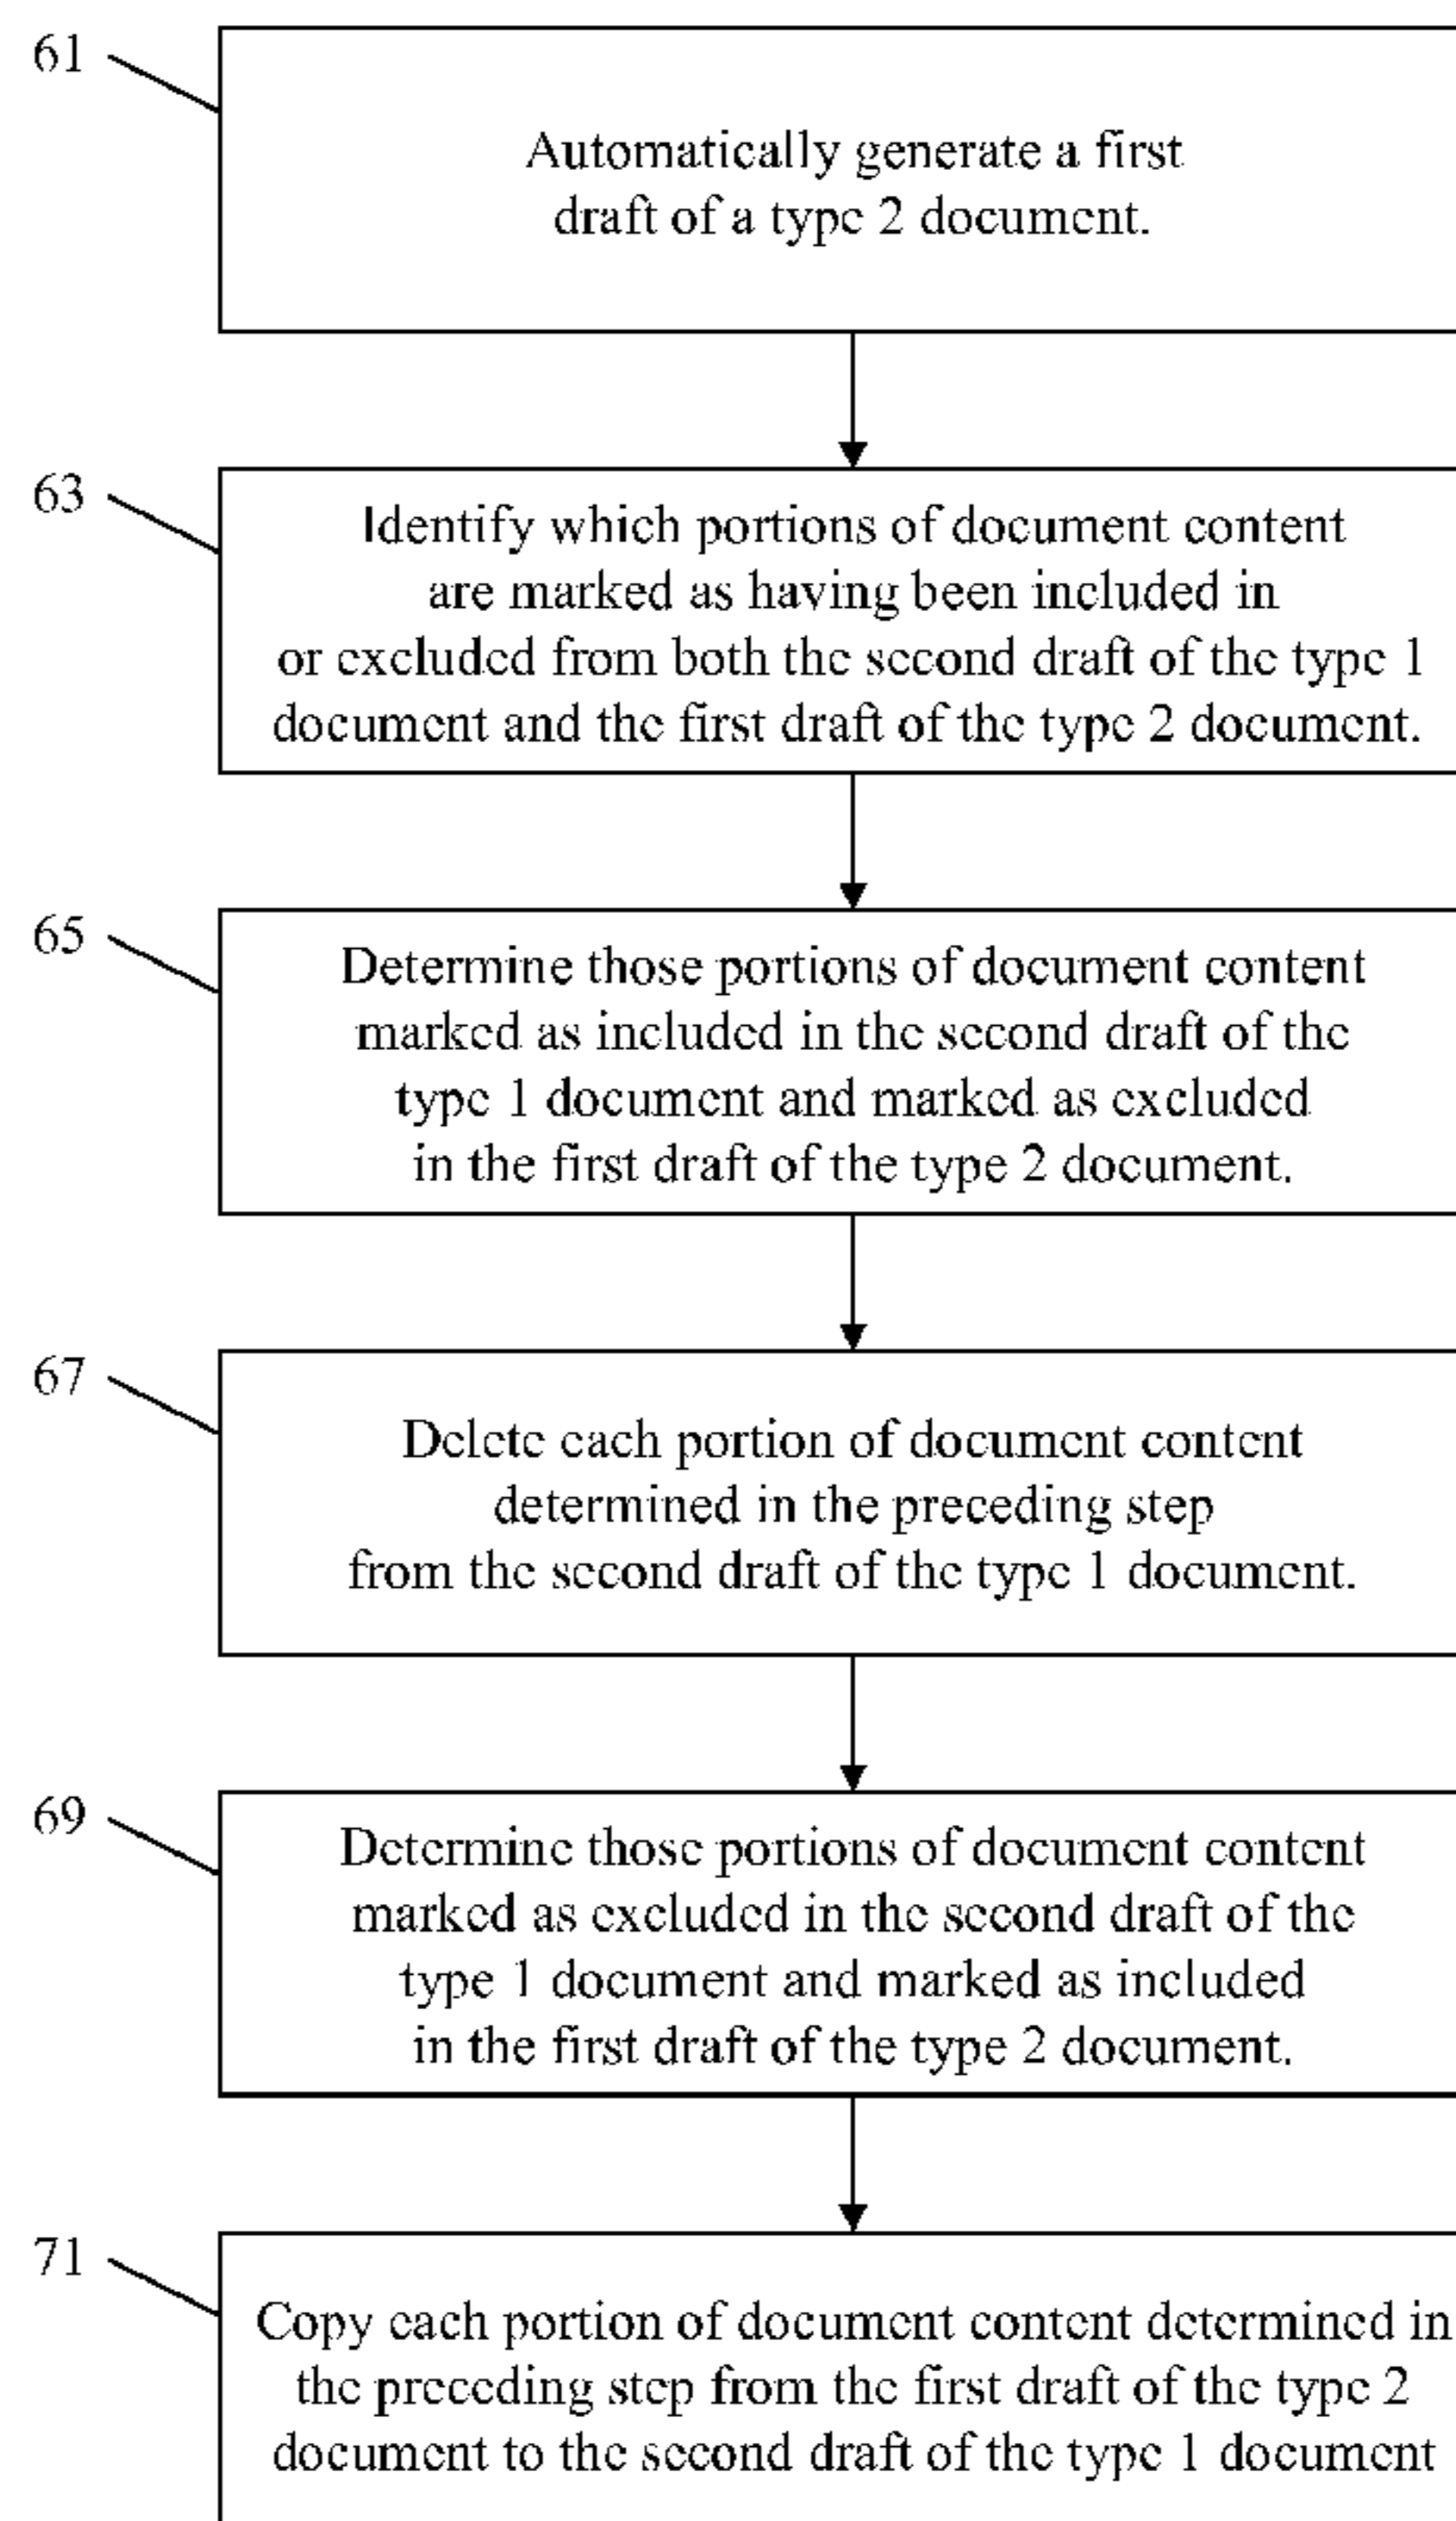 61
Automatically generate a first
draft of a type 2 document.
63
Identify which portions of document content
are marked as having been included in
or excluded from both the second draft of the type 1
document and the first draft of the type 2 document.
65
Determine those portions of document content
marked as included in the second draft of the
type 1 document and marked as excluded
in the first draft of the type 2 document.
67
Delete each portion of document content
determined in the preceding step
from the second draft of the type 1 document.
69
Determine those portions of document content
marked as excluded in the second draft of the
type 1 document and marked as included
in the first draft of the type 2 document.
71
Copy each portion of document content determined in
the preceding step from the first draft of the type 2
document to the second draft of the type 1 document